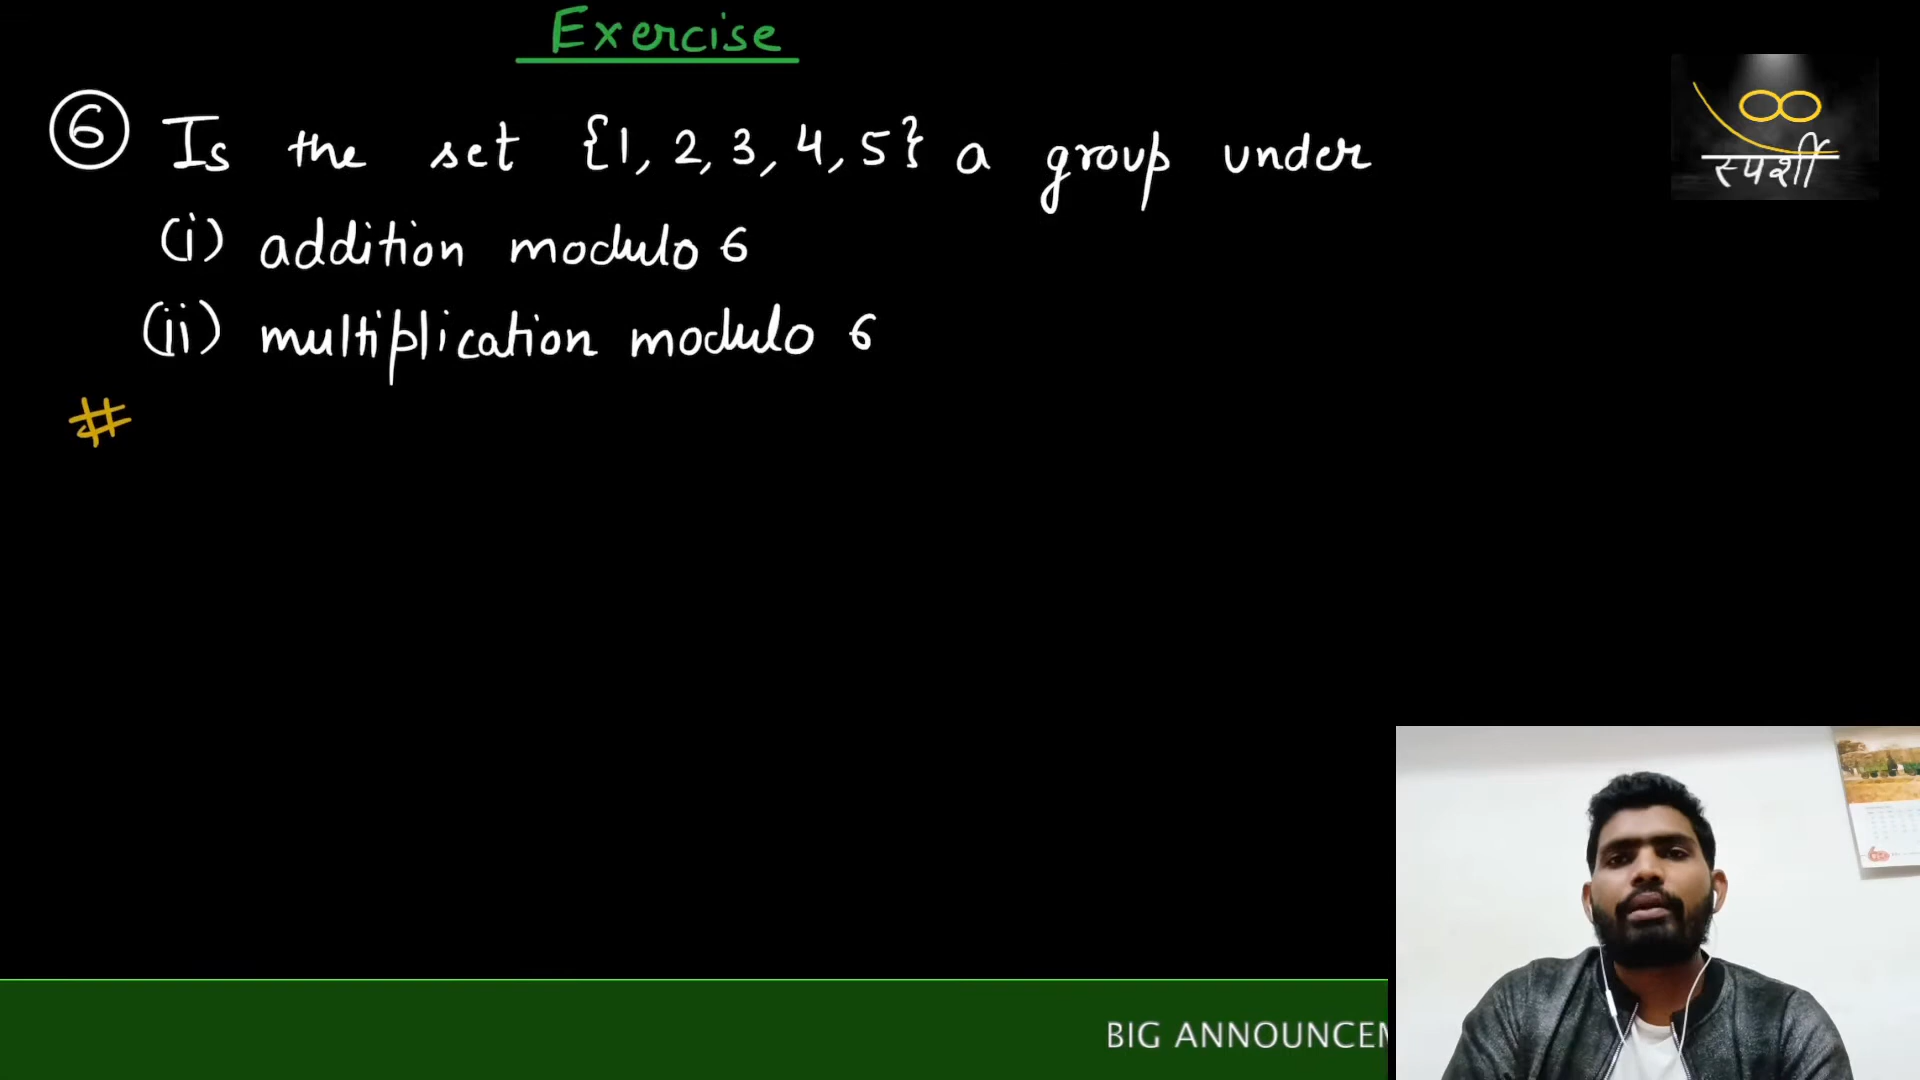 Exercise
⑥ Is the set {1, 2, 3, 4, 5} a group under
(i) addition modulo 6
(ii) multiplication modulo 6
#
स्पर्शी
BIG ANNOUNCEM